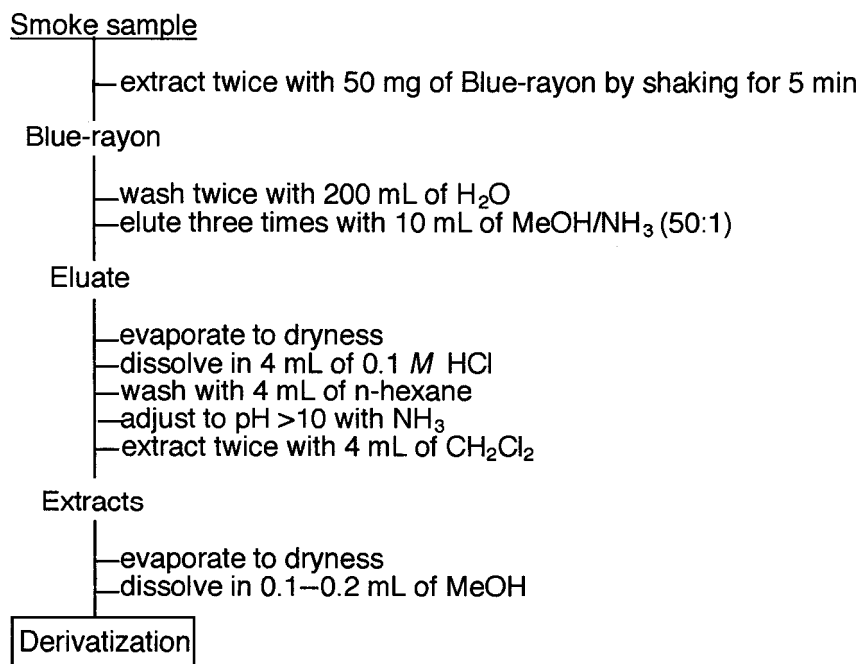 Smoke sample
extract twice with 50 mg of Blue-rayon by shaking for 5 min
Blue-rayon
wash twice with 200 mL of H₂O
elute three times with 10 mL of MeOH/NH₃ (50:1)
Eluate
evaporate to dryness
dissolve in 4 mL of 0.1 M HCl
wash with 4 mL of n-hexane
adjust to pH >10 with NH₃
extract twice with 4 mL of CH₂Cl₂
Extracts
evaporate to dryness
dissolve in 0.1–0.2 mL of MeOH
Derivatization